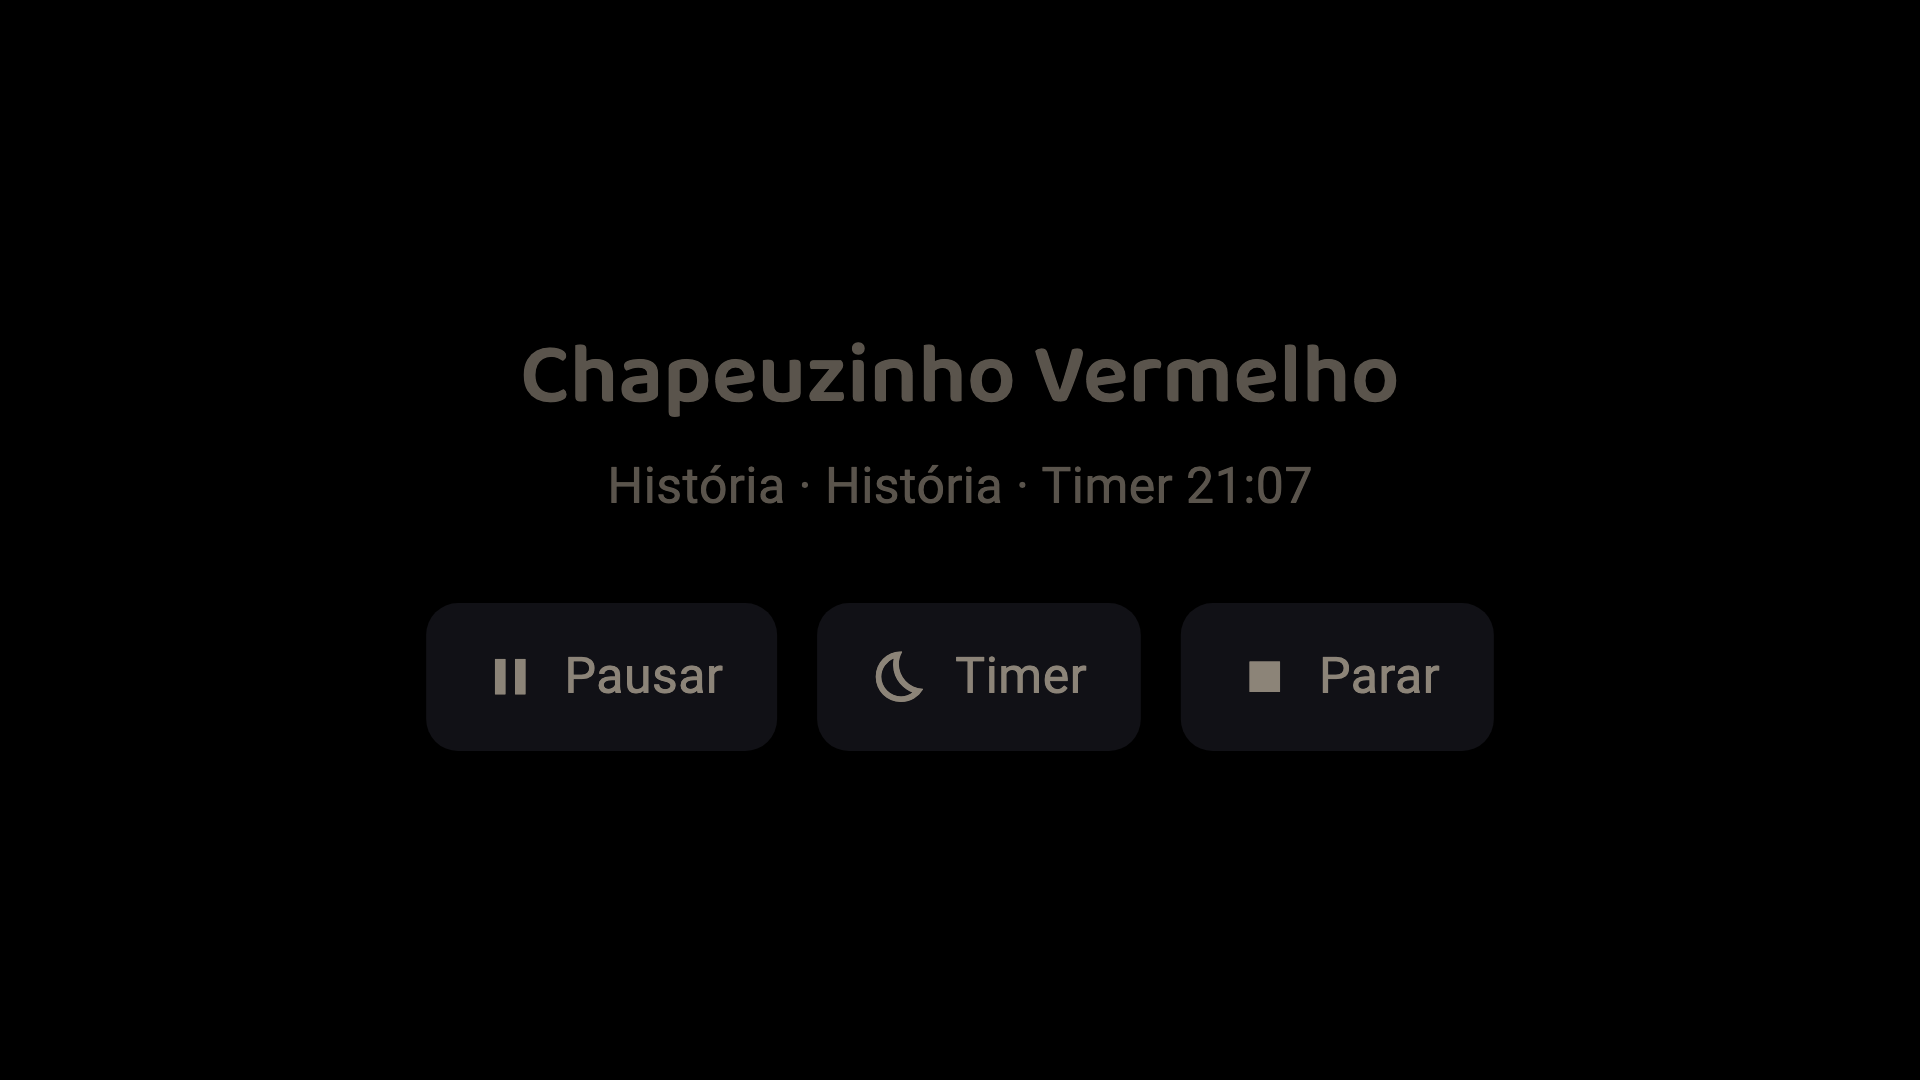 Chapeuzinho Vermelho
História · História · Timer 21:07
Pausar Timer Parar